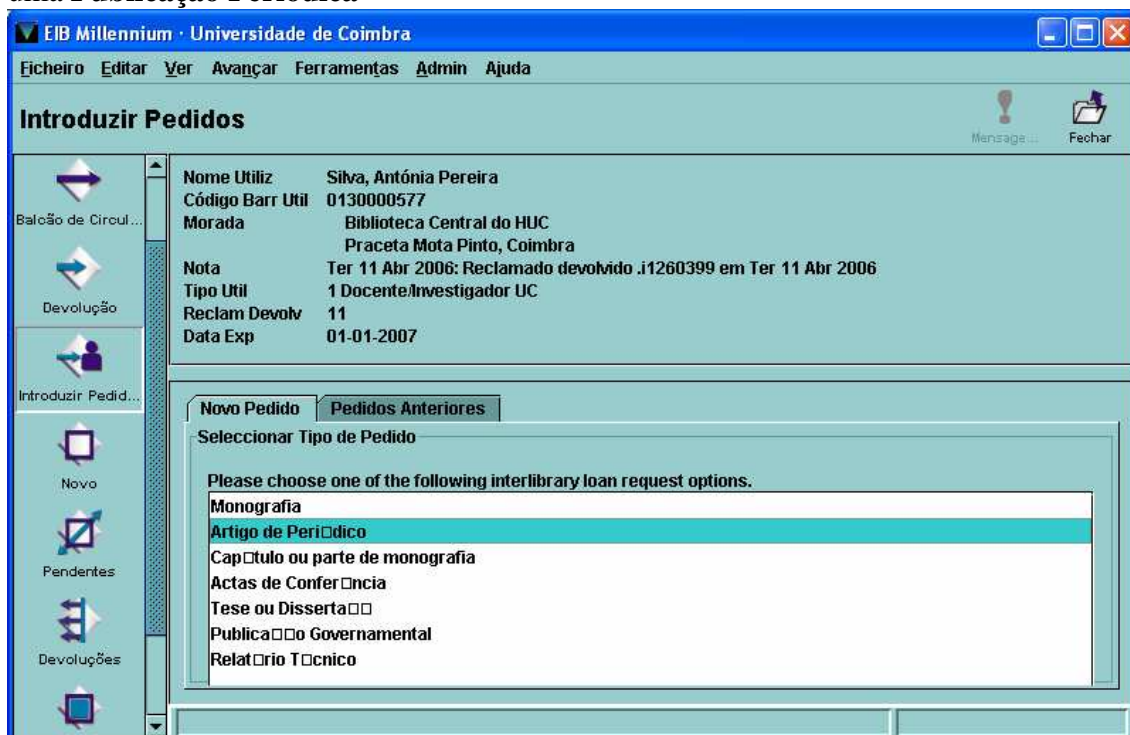 uma Publicação Periódica
EIB Millennium · Universidade de Coimbra
Ficheiro Editar Ver Avançar Ferramentas Admin Ajuda
Introduzir Pedidos
Mensage...
Fechar
Balcão de Circul...
Devolução
Introduzir Pedid...
Novo
Pendentes
Devoluções
Nome Utiliz Silva, Antónia Pereira
Código Barr Util 0130000577
Morada Biblioteca Central do HUC
Praceta Mota Pinto, Coimbra
Nota Ter 11 Abr 2006: Reclamado devolvido .i1260399 em Ter 11 Abr 2006
Tipo Util 1 Docente/Investigador UC
Reclam Devolv 11
Data Exp 01-01-2007
Novo Pedido Pedidos Anteriores
Seleccionar Tipo de Pedido
Please choose one of the following interlibrary loan request options.
Monografia
Artigo de Peri□dico
Cap□tulo ou parte de monografia
Actas de Confer□ncia
Tese ou Disserta□□
Publica□□o Governamental
Relat□rio T□cnico